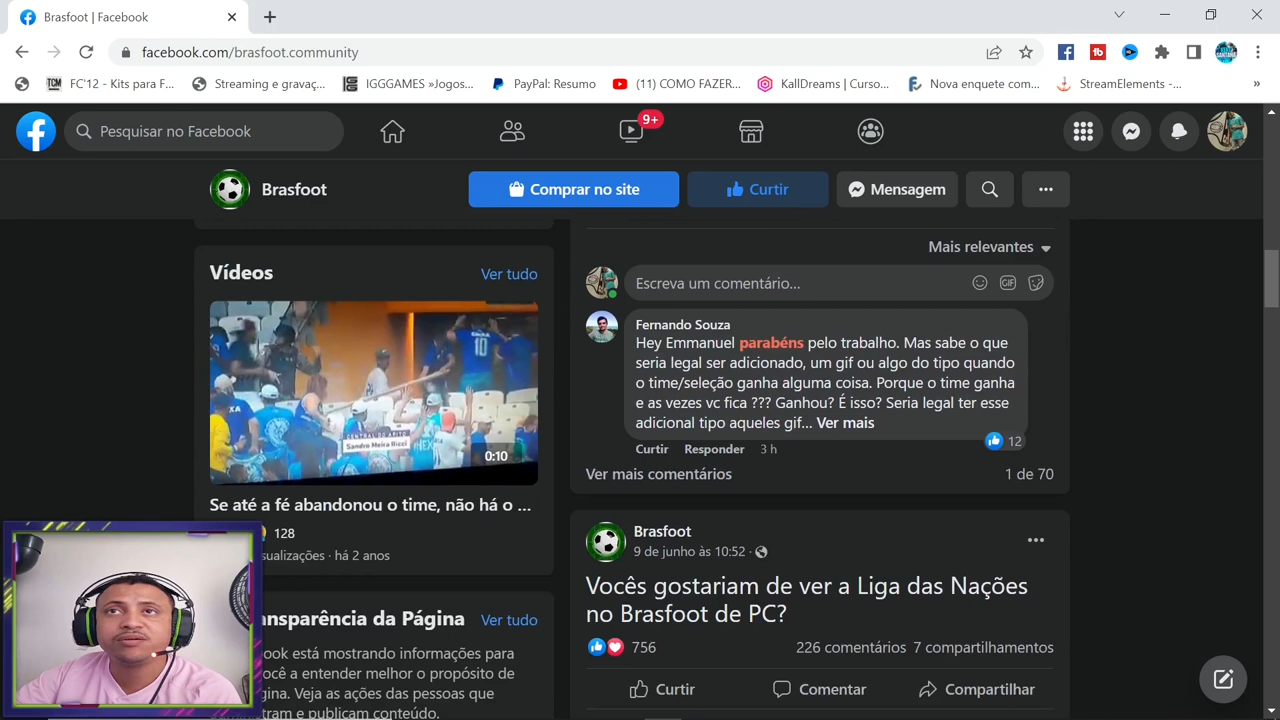 Brasfoot | Facebook
facebook.com/brasfoot.community
FC'12 - Kits para F...
Streaming e gravaç...
IGGGAMES »Jogos...
PayPal: Resumo
(11) COMO FAZER...
KallDreams | Curso...
Nova enquete com...
StreamElements -...
»
Pesquisar no Facebook
9+
Brasfoot
Comprar no site
Curtir
Mensagem
Vídeos
Ver tudo
0:10
Se até a fé abandonou o time, não há o ...
128
sualizações · há 2 anos
ansparência da Página
Ver tudo
ook está mostrando informações para
ocê a entender melhor o propósito de
gina. Veja as ações das pessoas que
ministram e publicam conteúdo.
Mais relevantes
Escreva um comentário...
GIF
Fernando Souza
Hey Emmanuel parabéns pelo trabalho. Mas sabe o que
seria legal ser adicionado, um gif ou algo do tipo quando
o time/seleção ganha alguma coisa. Porque o time ganha
e as vezes vc fica ??? Ganhou? É isso? Seria legal ter esse
adicional tipo aqueles gif... Ver mais
12
Curtir Responder 3 h
Ver mais comentários
1 de 70
Brasfoot
9 de junho às 10:52 ·
Vocês gostariam de ver a Liga das Nações
no Brasfoot de PC?
756
226 comentários 7 compartilhamentos
Curtir
Comentar
Compartilhar